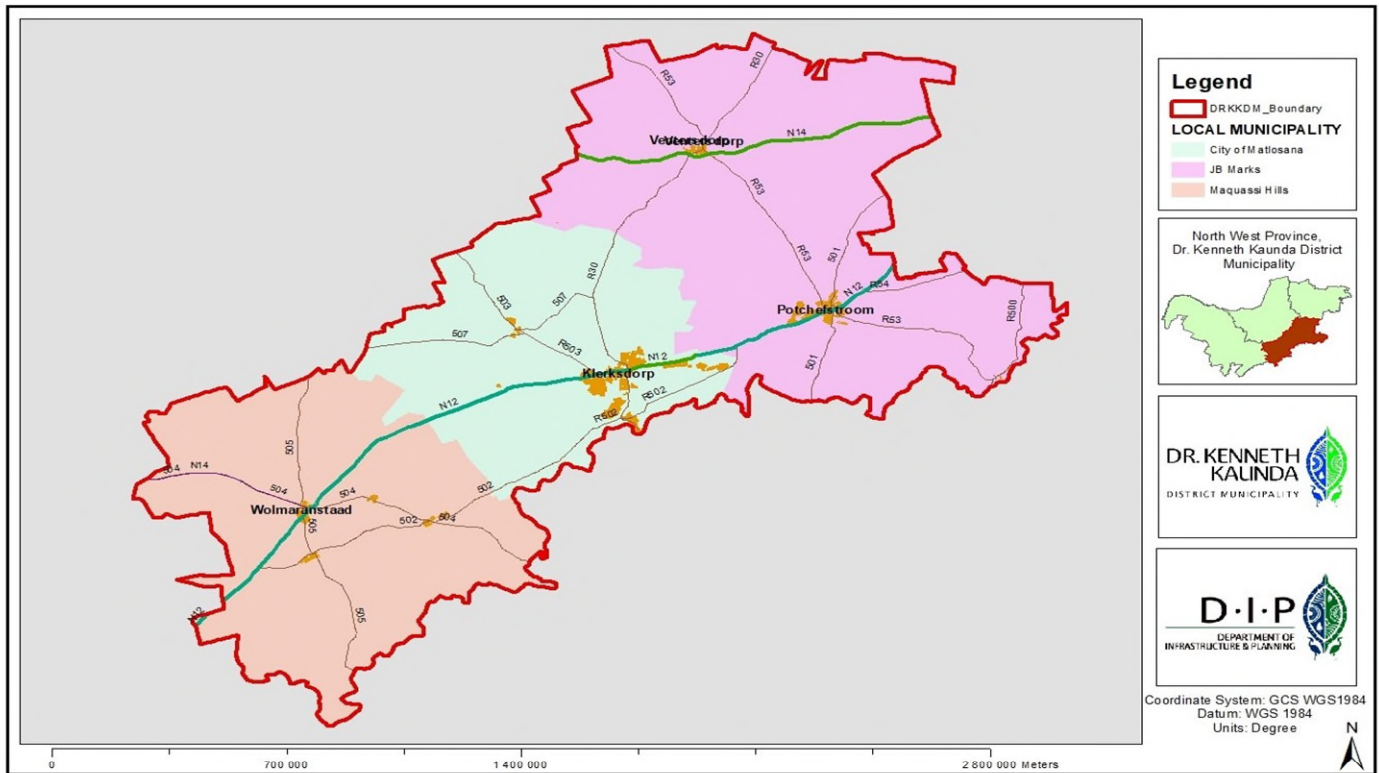 R53
R30
Ventersdorp
Ventersdorp
N14
R53
R30
R53
501
N12
R54
Potchefstroom
R53
R500
501
503
507
507
R503
N12
Klerksdorp
R502
R502
N12
505
504
N14
504
504
502
Wolmaranstaad
505
502
504
505
N12
0
700 000
1 400 000
2 800 000 Meters
Legend
DRKKDM_Boundary
LOCAL MUNICIPALITY
City of Matlosana
JB Marks
Maquassi Hills
North West Province,
Dr. Kenneth Kaunda District
Municipality
DR. KENNETH
KAUNDA
DISTRICT MUNICIPALITY
D·I·P
DEPARTMENT OF
INFRASTRUCTURE & PLANNING
Coordinate System: GCS WGS1984
Datum: WGS 1984
Units: Degree
N